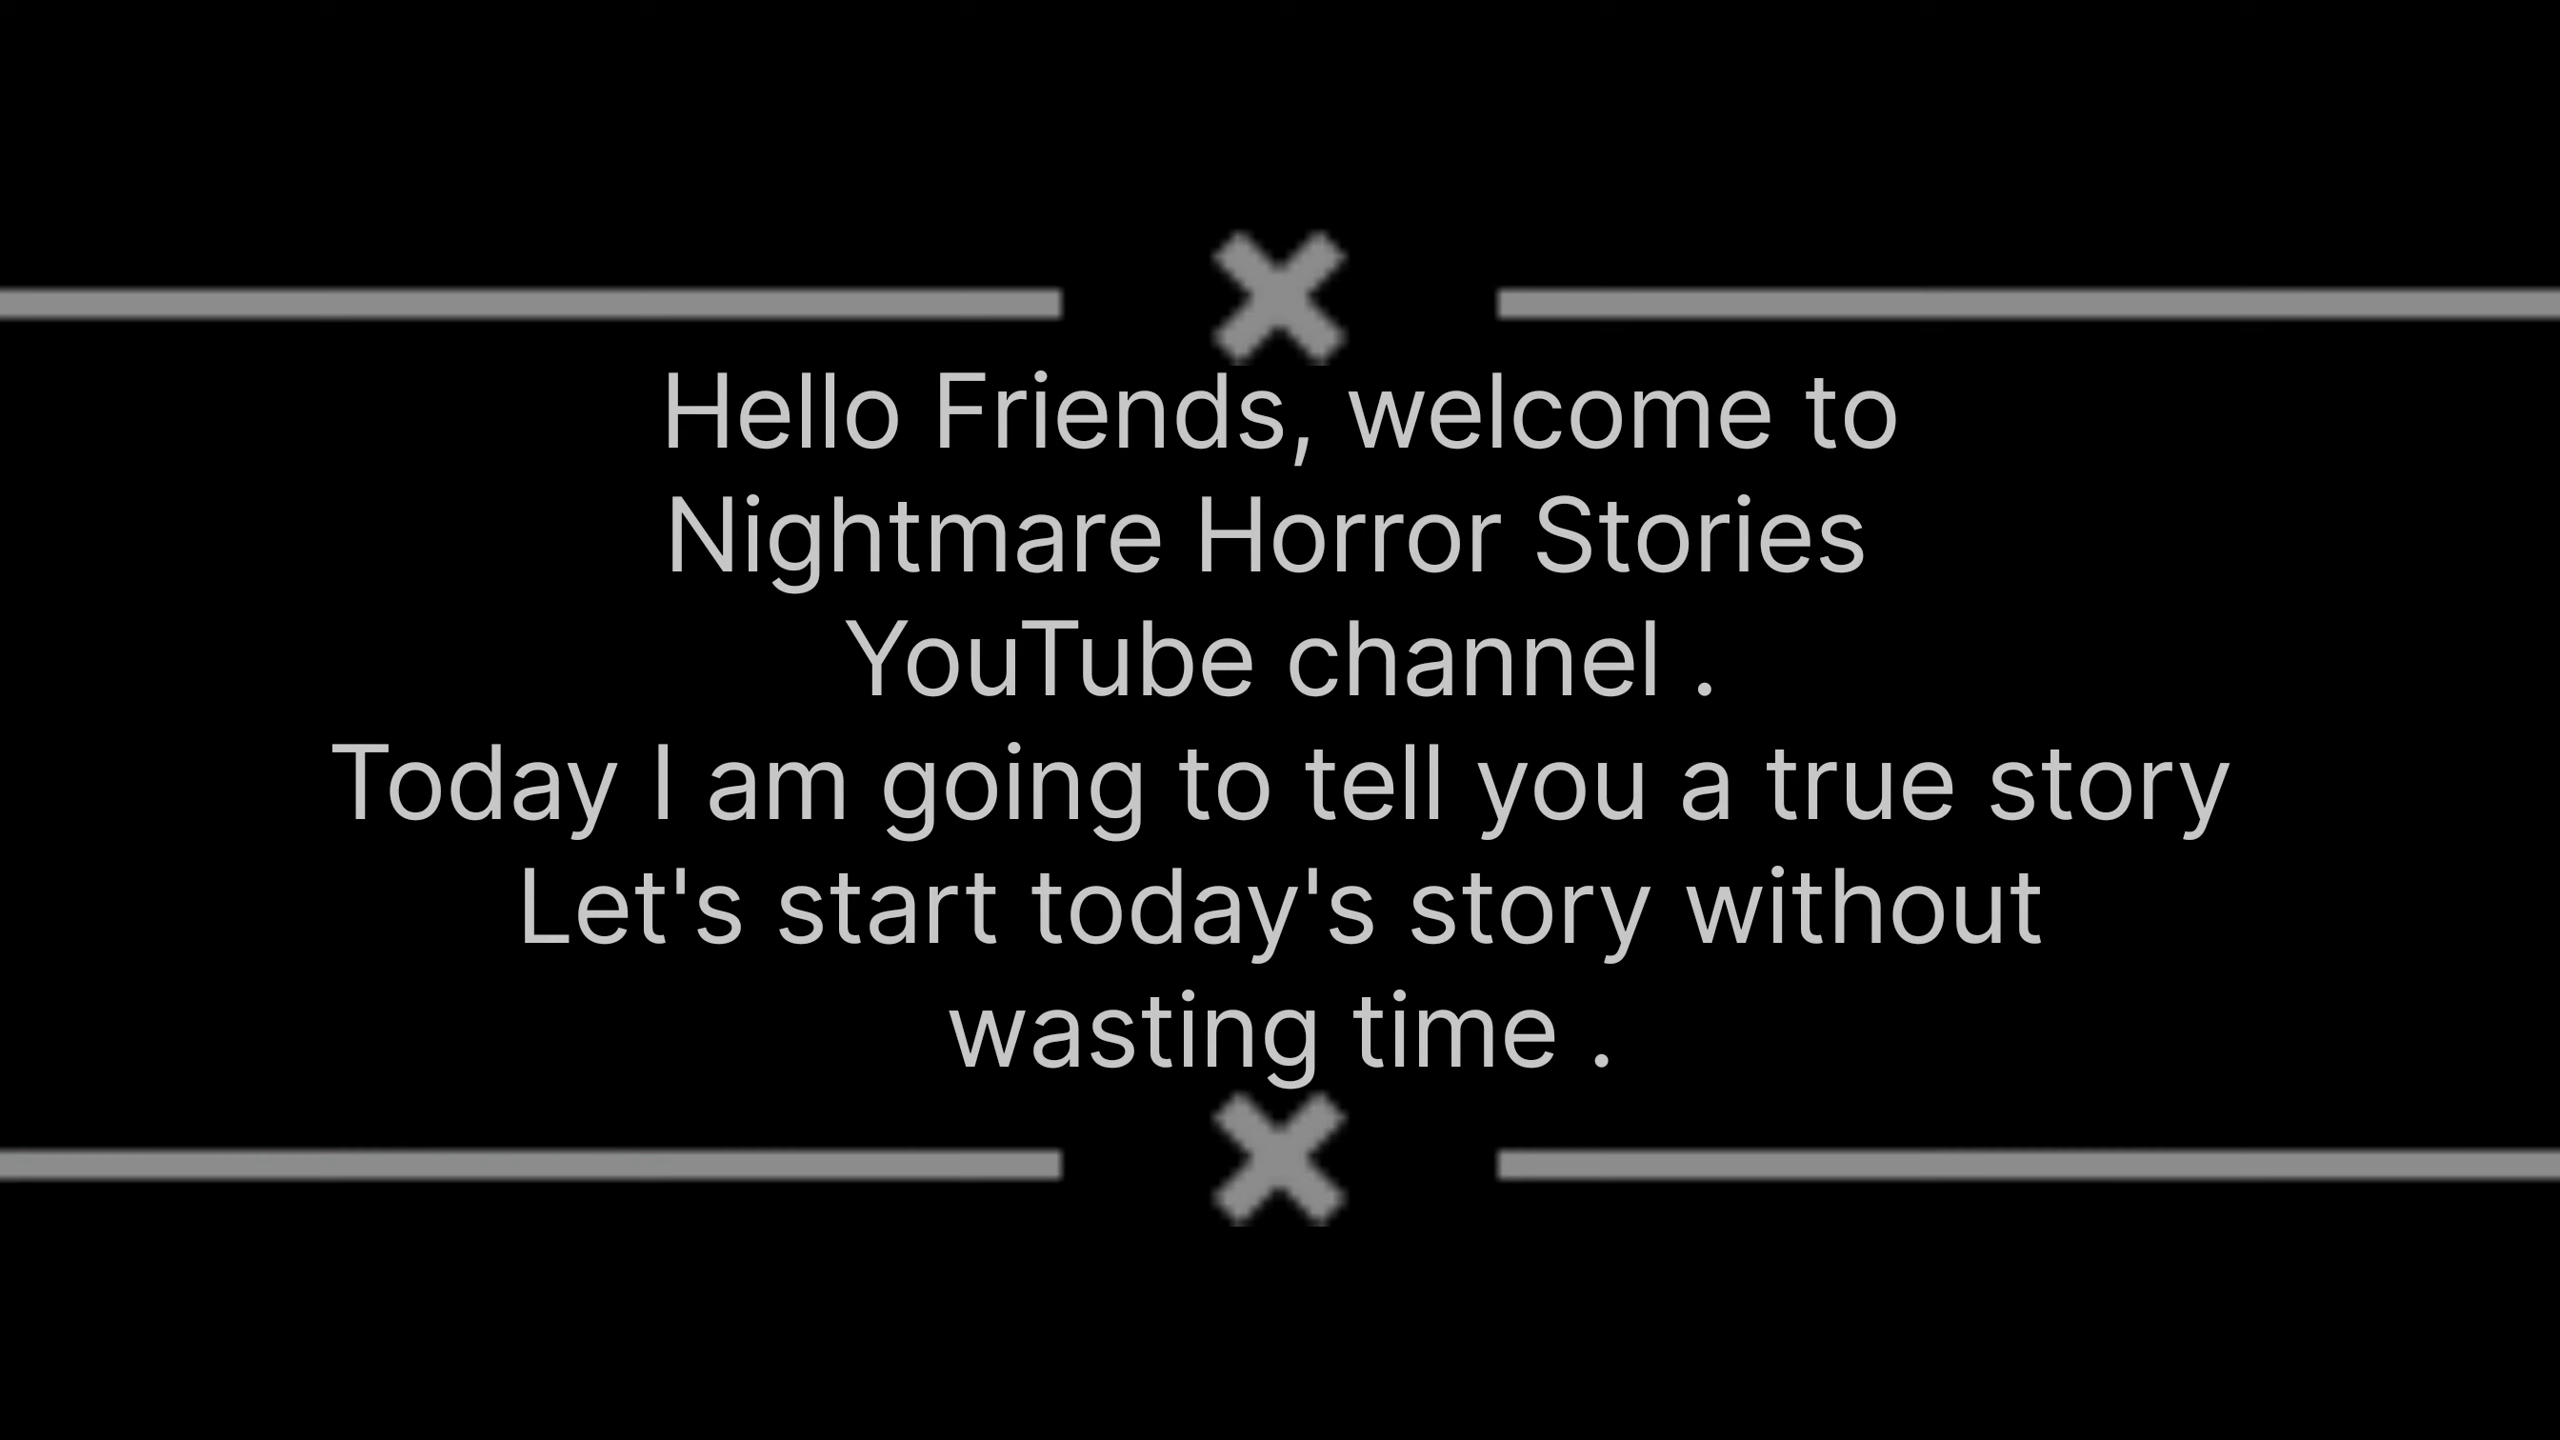 Hello Friends, welcome to
Nightmare Horror Stories
YouTube channel .
Today I am going to tell you a true story
Let's start today's story without
wasting time .